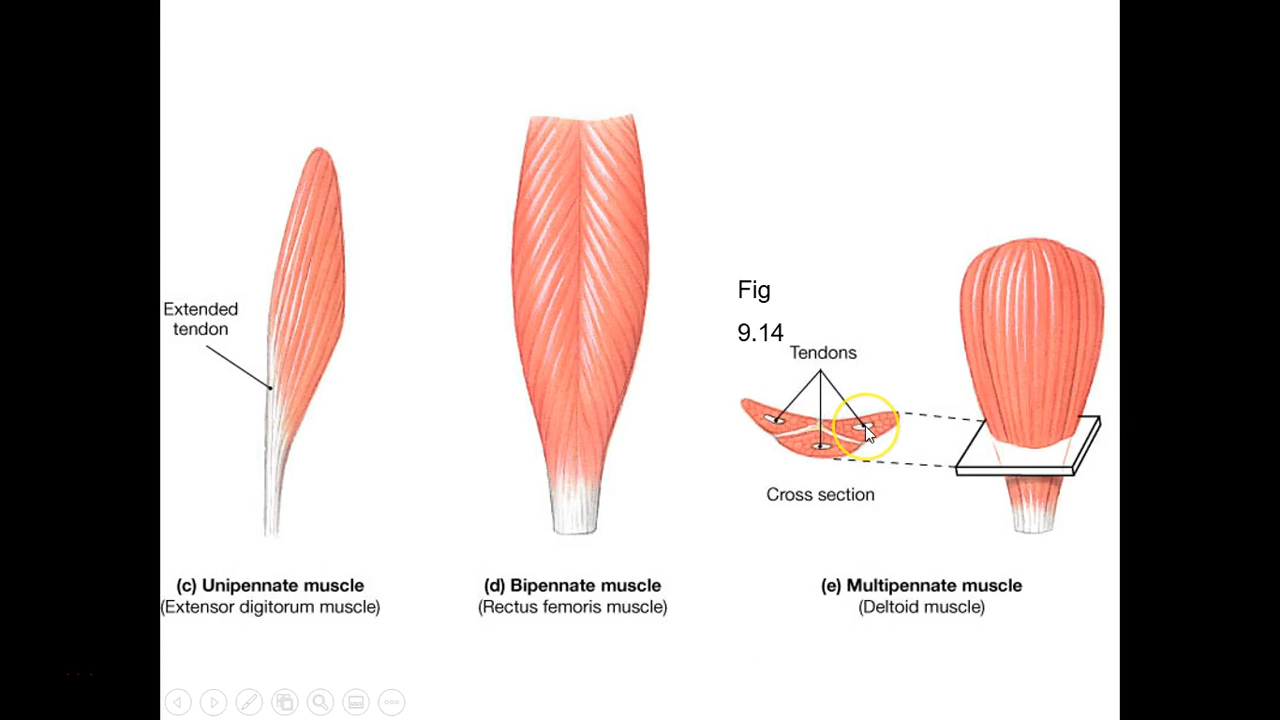 Extended
tendon
Fig
9.14
Tendons
Cross section
(c) Unipennate muscle
(Extensor digitorum muscle)
(d) Bipennate muscle
(Rectus femoris muscle)
(e) Multipennate muscle
(Deltoid muscle)